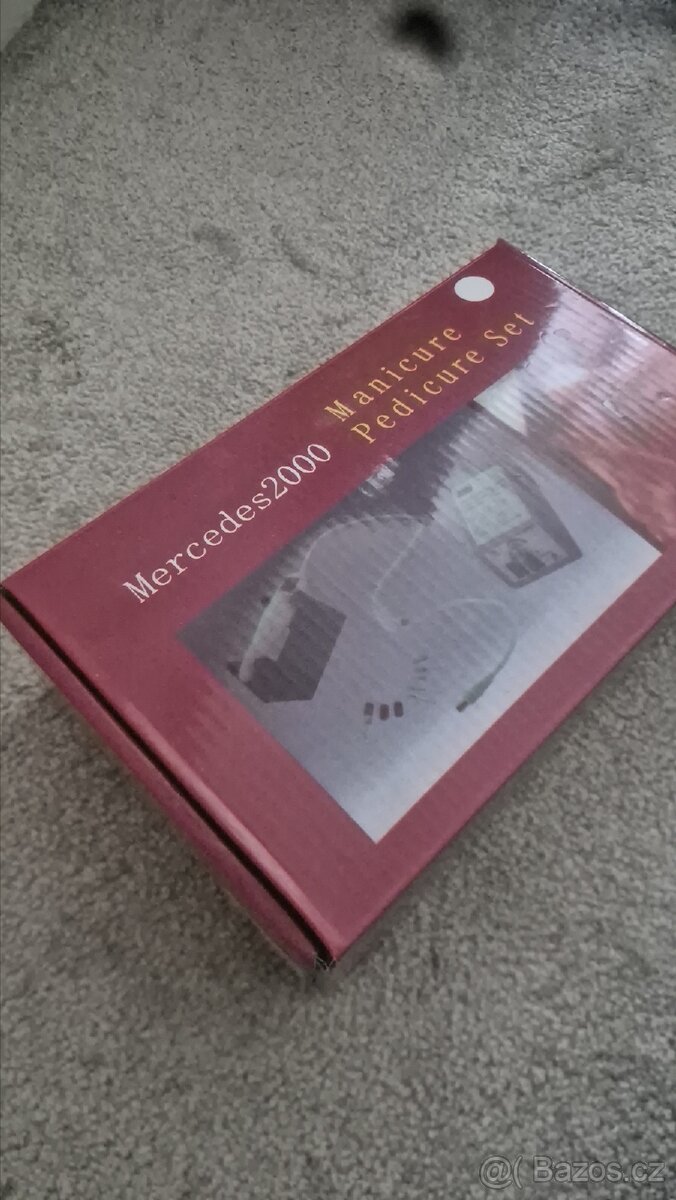 Mercedes2000
Manicure
Pedicure Set
@( Bazos.cz